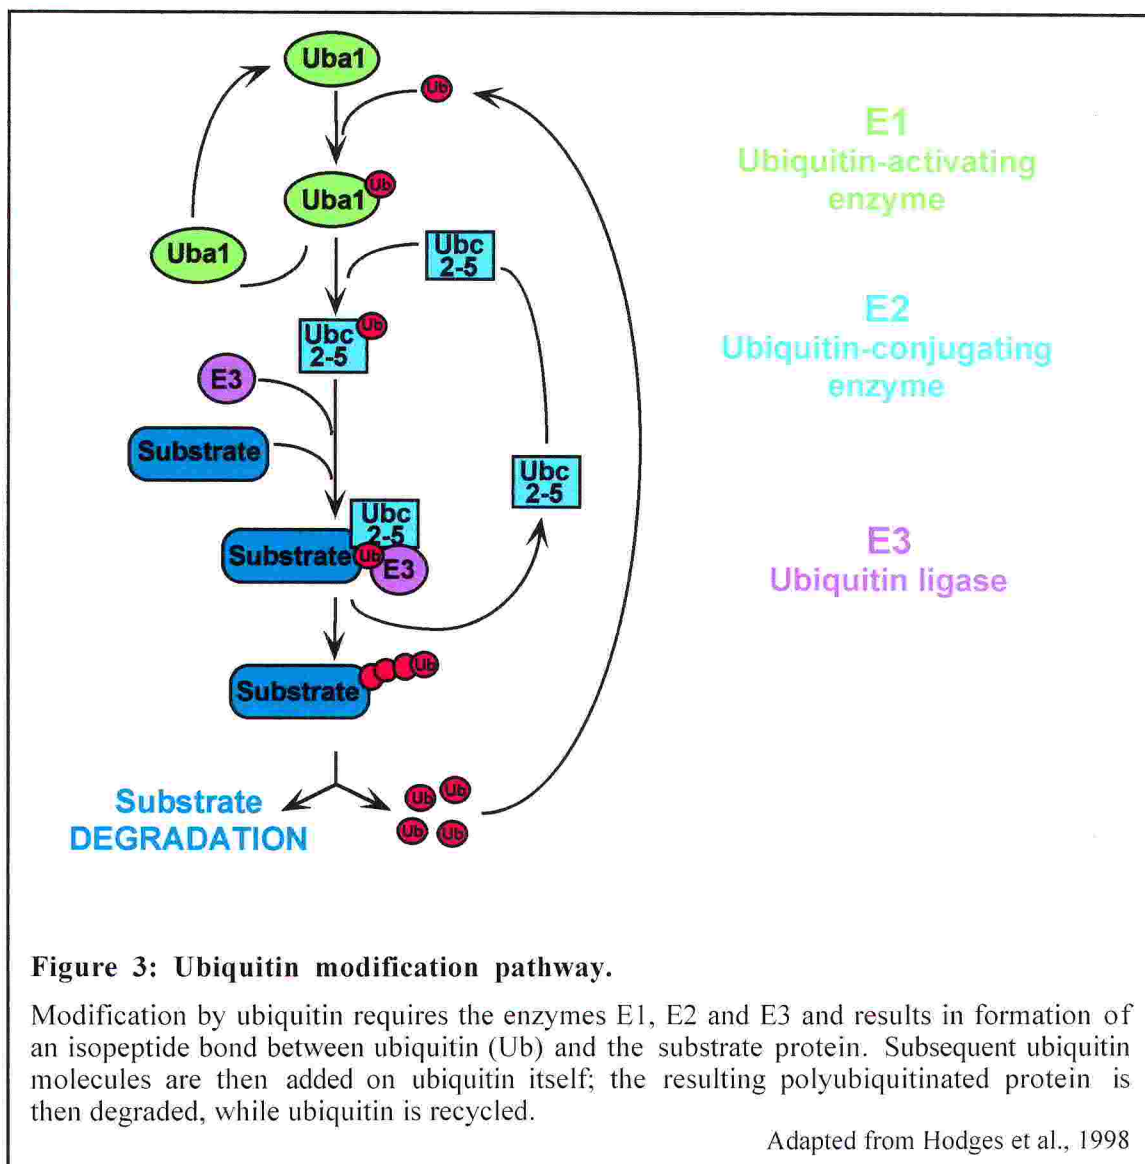 Uba1
Ub
E1
Ubiquitin-activating
enzyme
Uba1
Ub
Uba1
Ubc
2-5
Ubc
2-5
Ub
E2
Ubiquitin-conjugating
enzyme
E3
Substrate
Ubc
2-5
Substrate
Ubc
2-5
Ub
E3
E3
Ubiquitin ligase
Substrate
Ub
Substrate
DEGRADATION
Ub
Ub
Ub
Ub
Figure 3: Ubiquitin modification pathway.
Modification by ubiquitin requires the enzymes E1, E2 and E3 and results in formation of
an isopeptide bond between ubiquitin (Ub) and the substrate protein. Subsequent ubiquitin
molecules are then added on ubiquitin itself; the resulting polyubiquitinated protein is
then degraded, while ubiquitin is recycled.
Adapted from Hodges et al., 1998